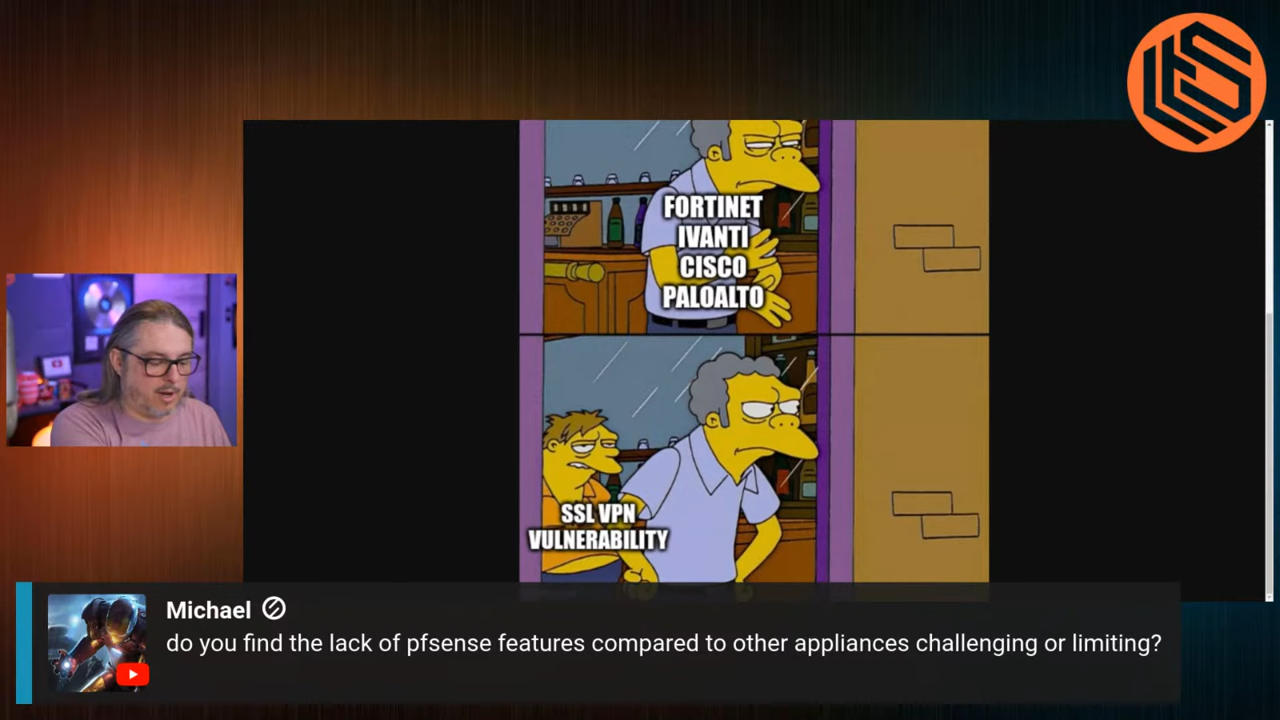 FORTINET
IVANTI
CISCO
PALOALTO
SSL VPN
VULNERABILITY
Michael
do you find the lack of pfsense features compared to other appliances challenging or limiting?